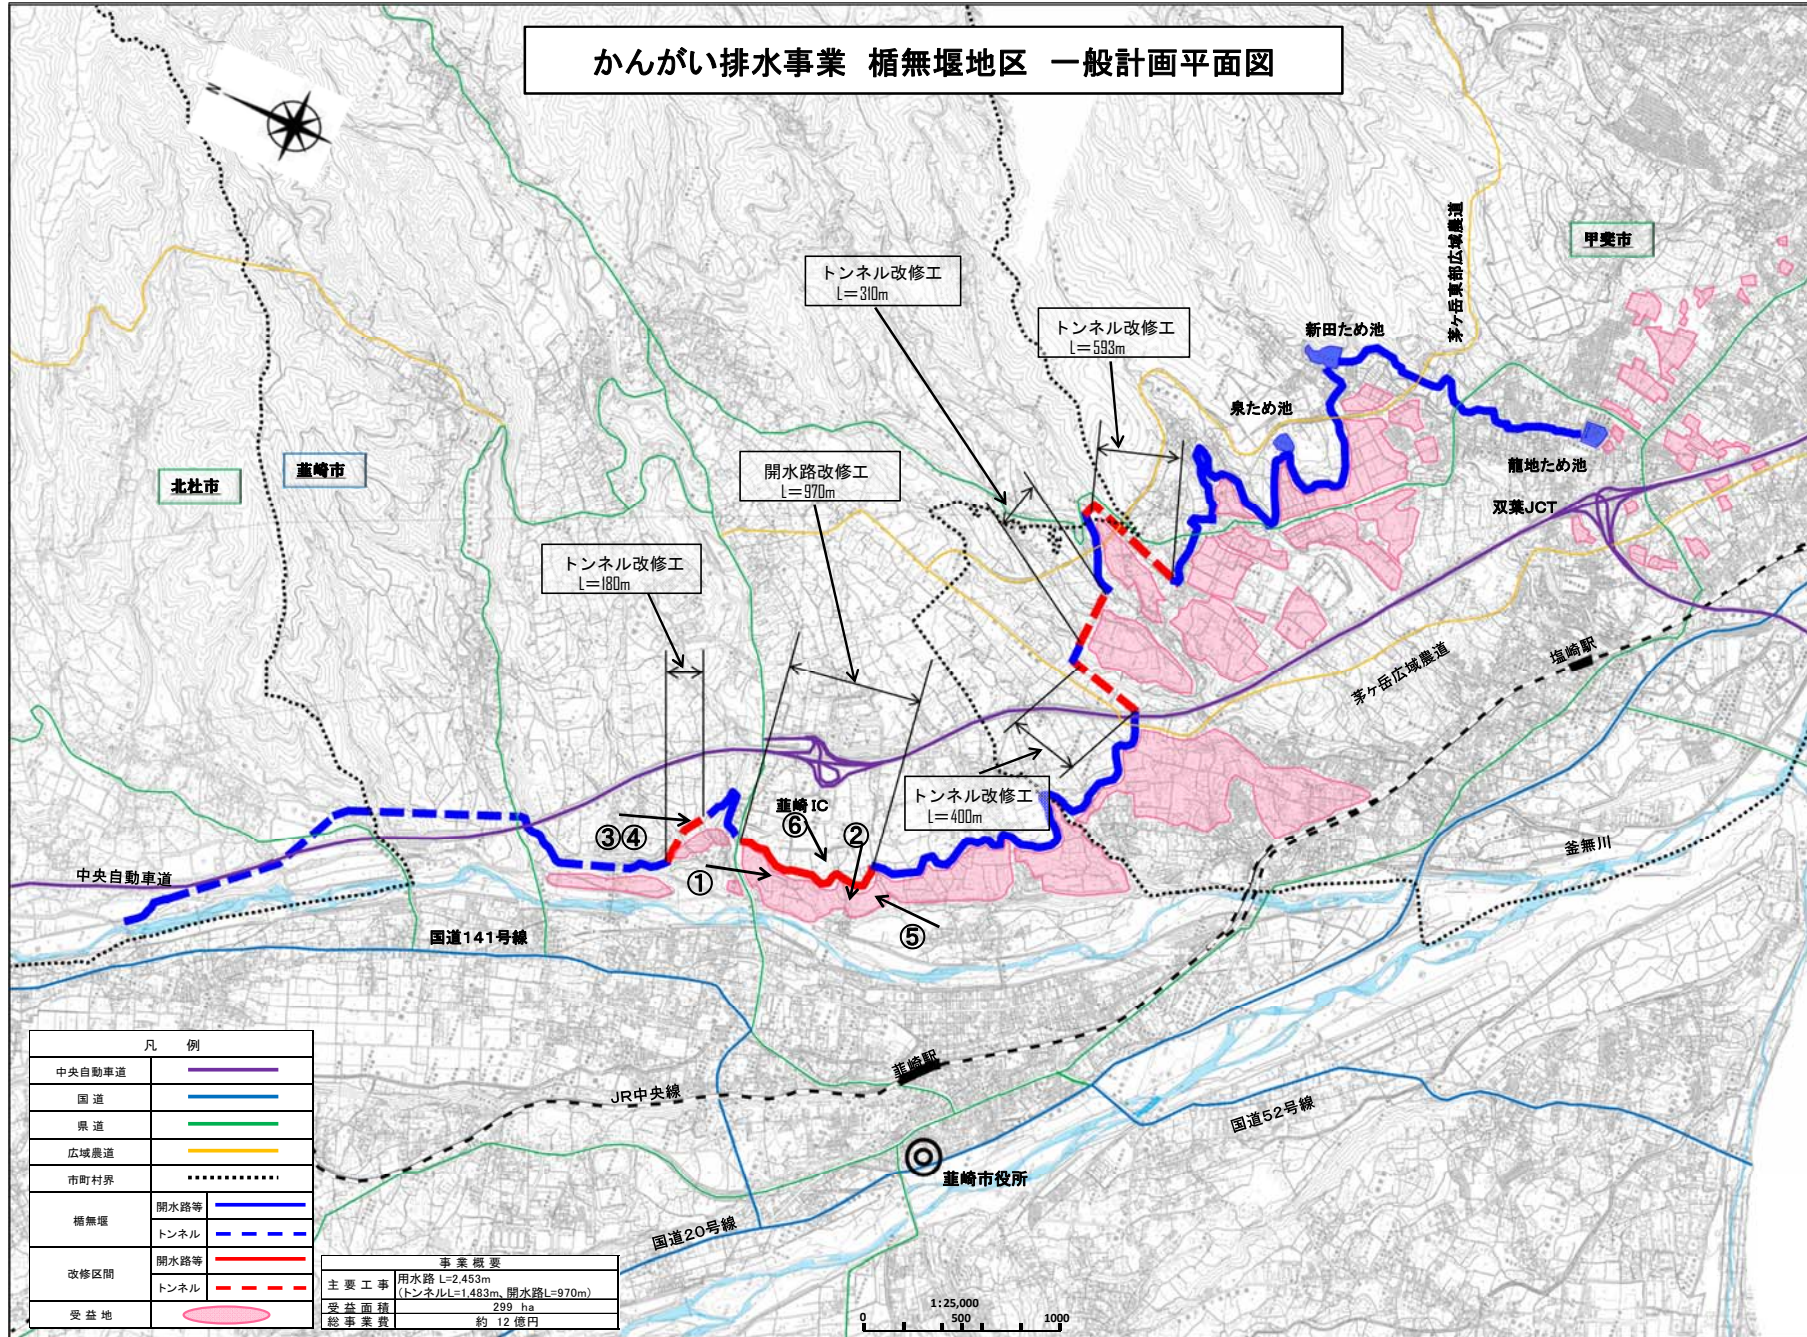 かんがい排水事業 楯無堰地区 一般計画平面図
N
甲斐市
茅ヶ岳東部広域農道
トンネル改修工
L=310m
トンネル改修工
L=593m
新田ため池
泉ため池
龍地ため池
双葉JCT
北杜市
韮崎市
開水路改修工
L=970m
トンネル改修工
L=180m
塩崎駅
茅ヶ岳広域農道
トンネル改修工
L=400m
韮崎IC
⑥
②
③④
①
⑤
釜無川
中央自動車道
国道141号線
韮崎駅
JR中央線
国道52号線
韮崎市役所
国道20号線
凡 例
中央自動車道
国道
県道
広域農道
市町村界
楯無堰
開水路等
トンネル
改修区間
開水路等
トンネル
受益地
事業概要
主要工事 用水路 L=2,453m
(トンネルL=1,483m、開水路L=970m)
受益面積 299 ha
総事業費 約 12 億円
1:25,000
0 500 1000